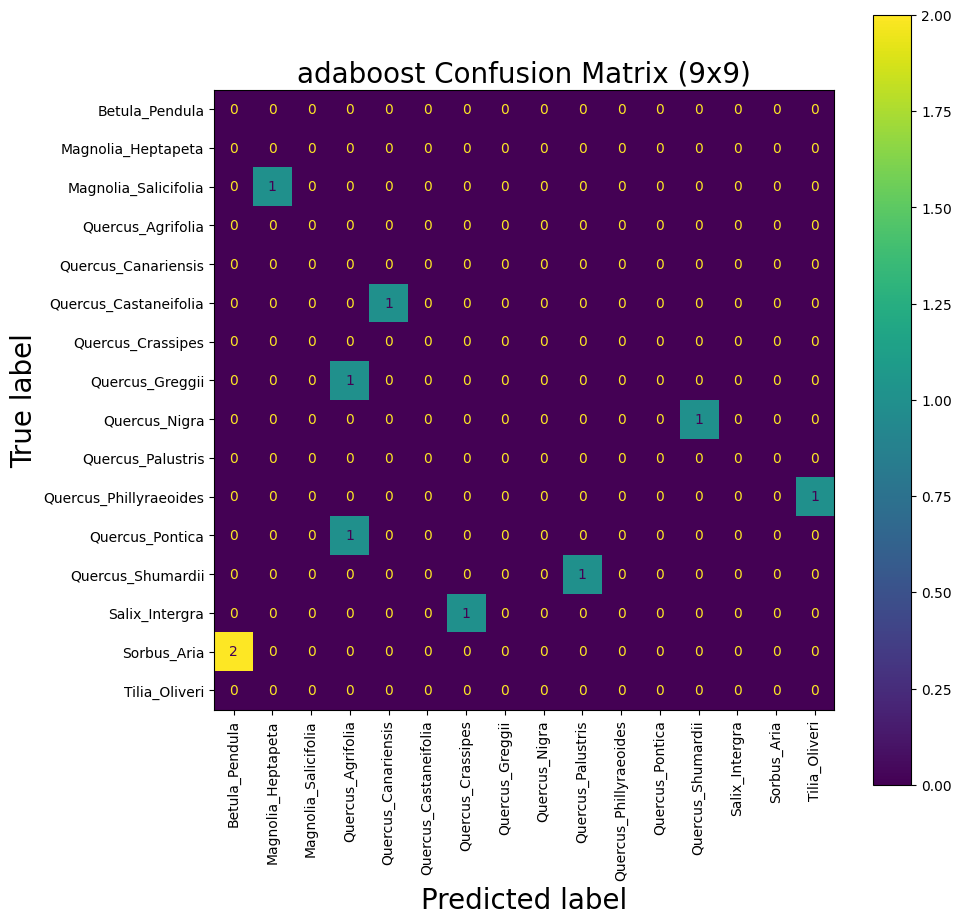 adaboost Confusion Matrix (9x9)
True label
Betula_Pendula 0 0 0 0 0 0 0 0 0 0 0 0 0 0 0 0
Magnolia_Heptapeta 0 0 0 0 0 0 0 0 0 0 0 0 0 0 0 0
Magnolia_Salicifolia 0 1 0 0 0 0 0 0 0 0 0 0 0 0 0 0
Quercus_Agrifolia 0 0 0 0 0 0 0 0 0 0 0 0 0 0 0 0
Quercus_Canariensis 0 0 0 0 0 0 0 0 0 0 0 0 0 0 0 0
Quercus_Castaneifolia 0 0 0 0 1 0 0 0 0 0 0 0 0 0 0 0
Quercus_Crassipes 0 0 0 0 0 0 0 0 0 0 0 0 0 0 0 0
Quercus_Greggii 0 0 0 1 0 0 0 0 0 0 0 0 0 0 0 0
Quercus_Nigra 0 0 0 0 0 0 0 0 0 0 0 0 1 0 0 0
Quercus_Palustris 0 0 0 0 0 0 0 0 0 0 0 0 0 0 0 0
Quercus_Phillyraeoides 0 0 0 0 0 0 0 0 0 0 0 0 0 0 0 1
Quercus_Pontica 0 0 0 1 0 0 0 0 0 0 0 0 0 0 0 0
Quercus_Shumardii 0 0 0 0 0 0 0 0 0 1 0 0 0 0 0 0
Salix_Intergra 0 0 0 0 0 0 1 0 0 0 0 0 0 0 0 0
Sorbus_Aria 2 0 0 0 0 0 0 0 0 0 0 0 0 0 0 0
Tilia_Oliveri 0 0 0 0 0 0 0 0 0 0 0 0 0 0 0 0
Betula_Pendula
Magnolia_Heptapeta
Magnolia_Salicifolia
Quercus_Agrifolia
Quercus_Canariensis
Quercus_Castaneifolia
Quercus_Crassipes
Quercus_Greggii
Quercus_Nigra
Quercus_Palustris
Quercus_Phillyraeoides
Quercus_Pontica
Quercus_Shumardii
Salix_Intergra
Sorbus_Aria
Tilia_Oliveri
Predicted label
2.00
1.75
1.50
1.25
1.00
0.75
0.50
0.25
0.00